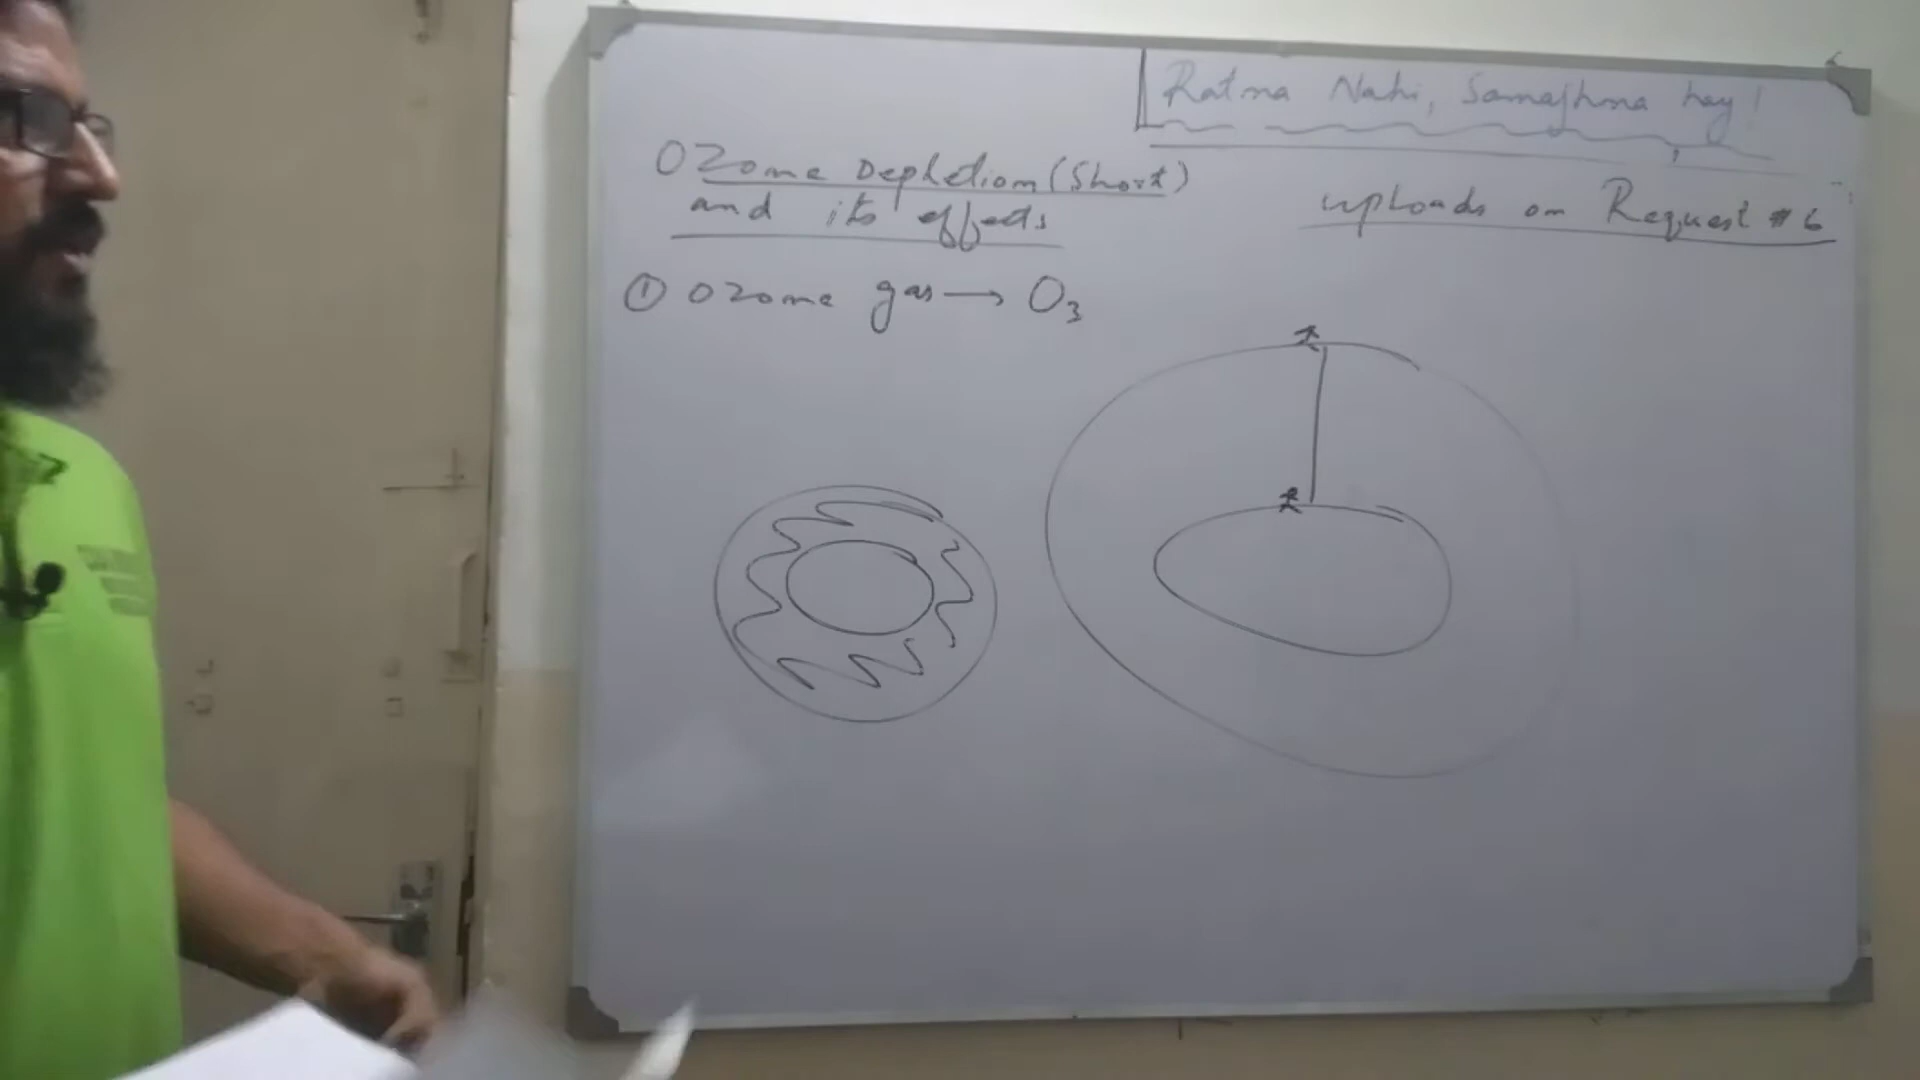 Ratna Nahi, Samajhna hay!
Ozone Depletion (Short)
and its effects
uploads on Request #6
① Ozone gas → O₃